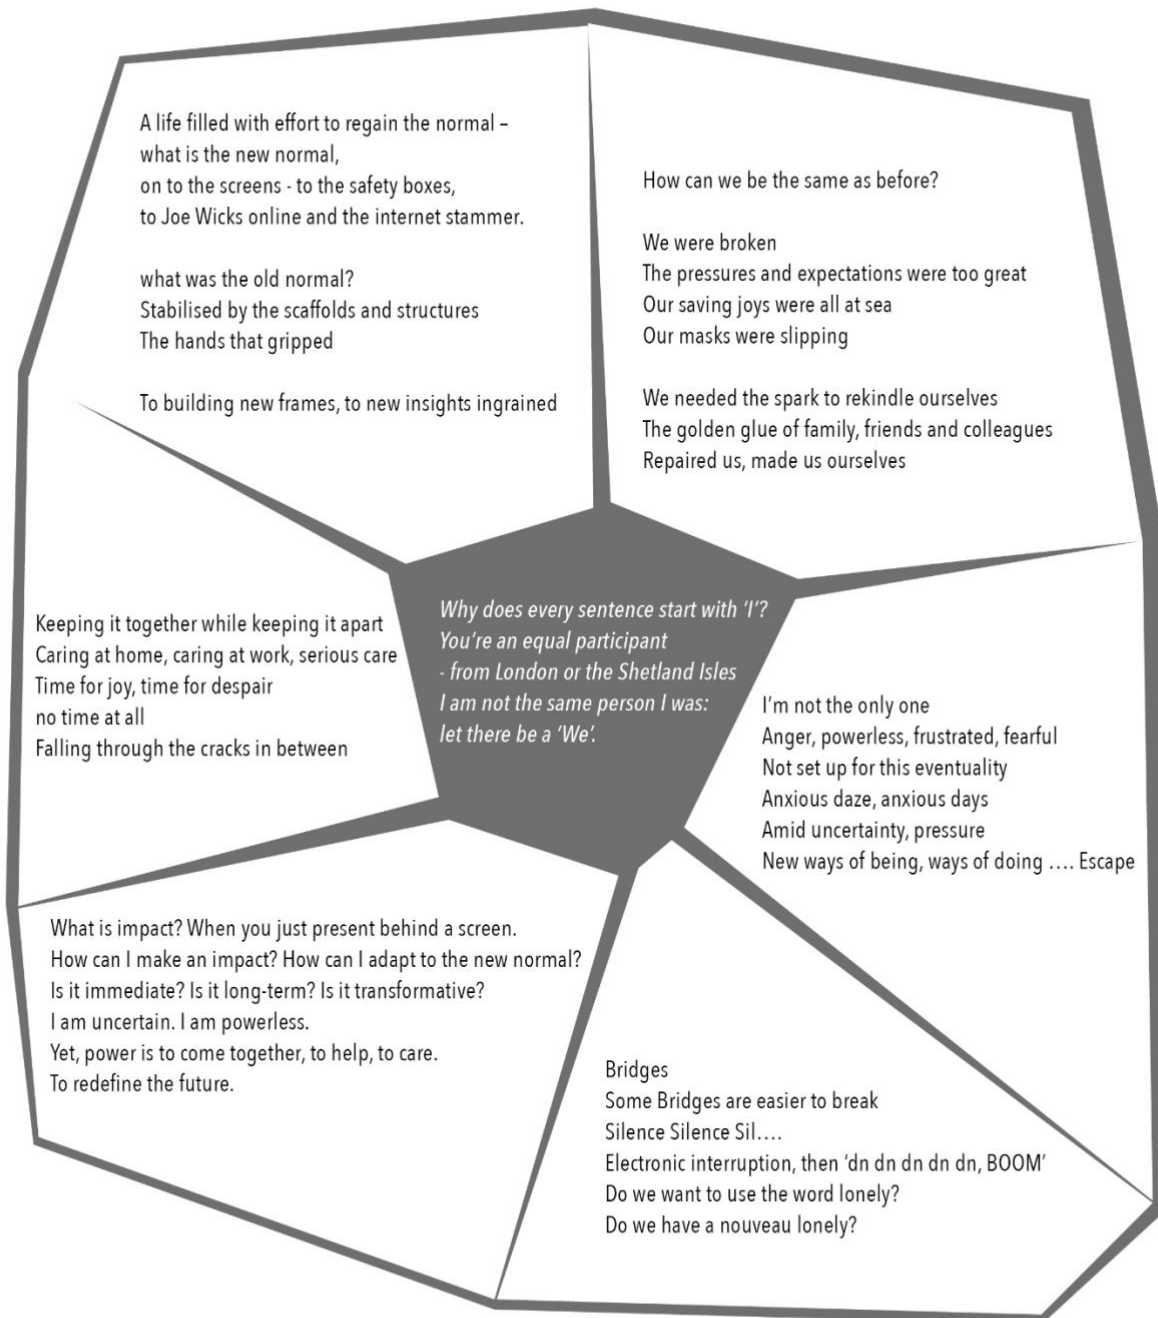 A life filled with effort to regain the normal –
what is the new normal,
on to the screens - to the safety boxes,
to Joe Wicks online and the internet stammer.
what was the old normal?
Stabilised by the scaffolds and structures
The hands that gripped
To building new frames, to new insights ingrained
How can we be the same as before?
We were broken
The pressures and expectations were too great
Our saving joys were all at sea
Our masks were slipping
We needed the spark to rekindle ourselves
The golden glue of family, friends and colleagues
Repaired us, made us ourselves
Keeping it together while keeping it apart
Caring at home, caring at work, serious care
Time for joy, time for despair
no time at all
Falling through the cracks in between
Why does every sentence start with ‘I’?
You’re an equal participant
- from London or the Shetland Isles
I am not the same person I was:
let there be a ‘We’.
I’m not the only one
Anger, powerless, frustrated, fearful
Not set up for this eventuality
Anxious daze, anxious days
Amid uncertainty, pressure
New ways of being, ways of doing …. Escape
What is impact? When you just present behind a screen.
How can I make an impact? How can I adapt to the new normal?
Is it immediate? Is it long-term? Is it transformative?
I am uncertain. I am powerless.
Yet, power is to come together, to help, to care.
To redefine the future.
Bridges
Some Bridges are easier to break
Silence Silence Sil….
Electronic interruption, then ‘dn dn dn dn dn, BOOM’
Do we want to use the word lonely?
Do we have a nouveau lonely?